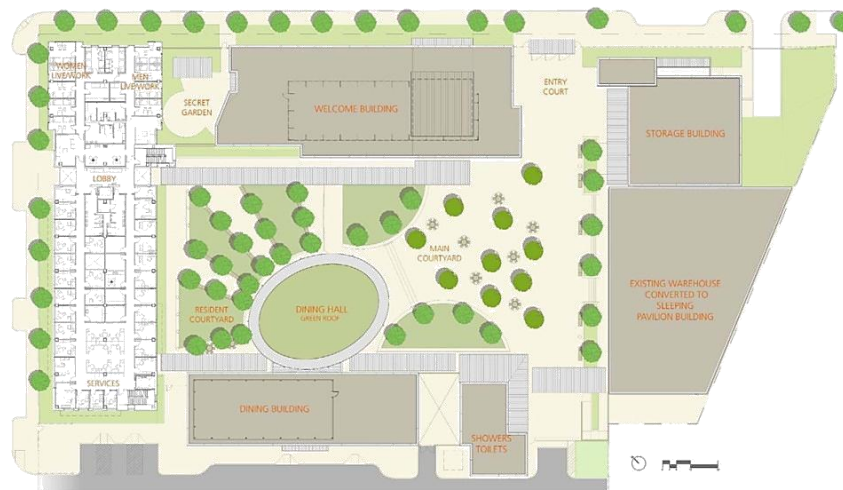 WOMEN
LIVE/WORK
MEN
LIVE/WORK
SECRET
GARDEN
WELCOME BUILDING
ENTRY
COURT
STORAGE BUILDING
LOBBY
MAIN
COURTYARD
RESIDENT
COURTYARD
DINING HALL
GREEN ROOF
EXISTING WAREHOUSE
CONVERTED TO
SLEEPING
PAVILION BUILDING
SERVICES
DINING BUILDING
SHOWERS
TOILETS